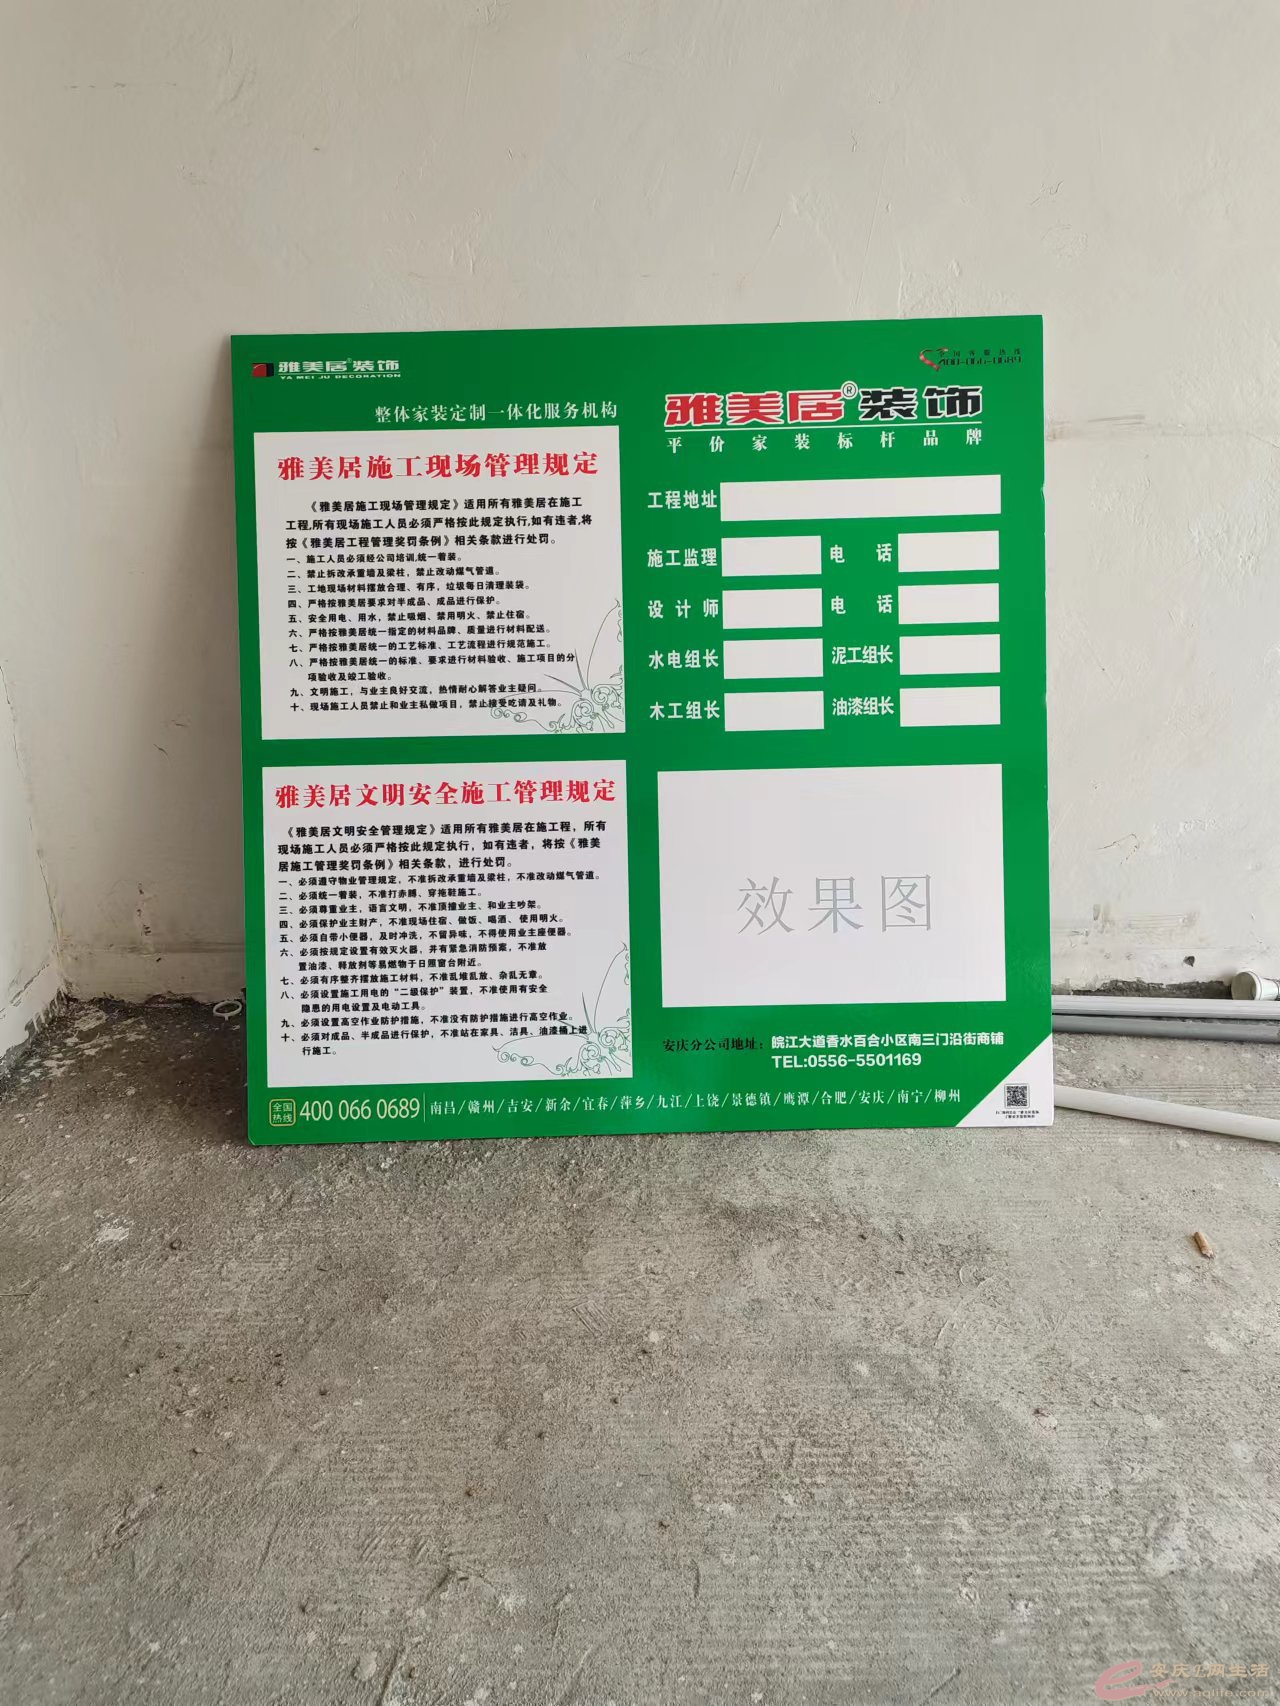 雅美居®装饰
YA MEI JU DECORATION
整体家装定制一体化服务机构
雅美居施工现场管理规定
《雅美居施工现场管理规定》适用所有雅美居在施工
工程,所有现场施工人员必须严格按此规定执行,如有违者,将
按《雅美居工程管理奖罚条例》相关条款进行处罚。
一、施工人员必须经公司培训,统一着装。
二、禁止拆改承重墙及梁柱，禁止改动煤气管道。
三、工地现场材料摆放合理、有序，垃圾每日清理装袋。
四、严格按雅美居要求对半成品、成品进行保护。
五、安全用电、用水，禁止吸烟、禁用明火、禁止住宿。
六、严格按雅美居统一指定的材料品牌、质量进行材料配送。
七、严格按雅美居统一的工艺标准、工艺流程进行规范施工。
八、严格按雅美居统一的标准、要求进行材料验收、施工项目的分
项验收及竣工验收。
九、文明施工，与业主良好交流，热情耐心解答业主疑问。
十、现场施工人员禁止和业主私做项目，禁止接受吃请及礼物。
雅美居文明安全施工管理规定
《雅美居文明安全管理规定》适用所有雅美居在施工程，所有
现场施工人员必须严格按此规定执行，如有违者，将按《雅美
居施工管理奖罚条例》相关条款，进行处罚。
一、必须遵守物业管理规定，不准拆改承重墙及梁柱，不准改动煤气管道。
二、必须统一着装，不准打赤膊、穿拖鞋施工。
三、必须尊重业主，语言文明，不准顶撞业主、和业主吵架。
四、必须保护业主财产，不准现场住宿、做饭、喝酒、使用明火。
五、必须自带小便器，及时冲洗，不留异味，不得使用业主座便器。
六、必须按规定设置有效灭火器，并有紧急消防预案，不准放
置油漆、释放剂等易燃物于日照窗台附近。
七、必须有序整齐摆放施工材料，不准乱堆乱放、杂乱无章。
八、必须设置施工用电的“二级保护”装置，不准使用有安全
隐患的用电设置及电动工具。
九、必须设置高空作业防护措施，不准没有防护措施进行高空作业。
十、必须对成品、半成品进行保护，不准站在家具、洁具、油漆桶上进
行施工。
全国客服热线
400-066-0689
雅美居®装饰
平价家装标杆品牌
工程地址
施工监理 电话
设计师 电话
水电组长 泥工组长
木工组长 油漆组长
效果图
安庆分公司地址：皖江大道香水百合小区南三门沿街商铺
TEL:0556-5501169
全国热线 400 066 0689 南昌/赣州/吉安/新余/宜春/萍乡/九江/上饶/景德镇/鹰潭/合肥/安庆/南宁/柳州
安庆e网生活
www.aqlife.com